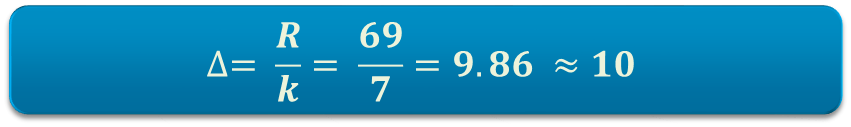 Δ= R/k = 69/7 = 9.86 ≈ 10